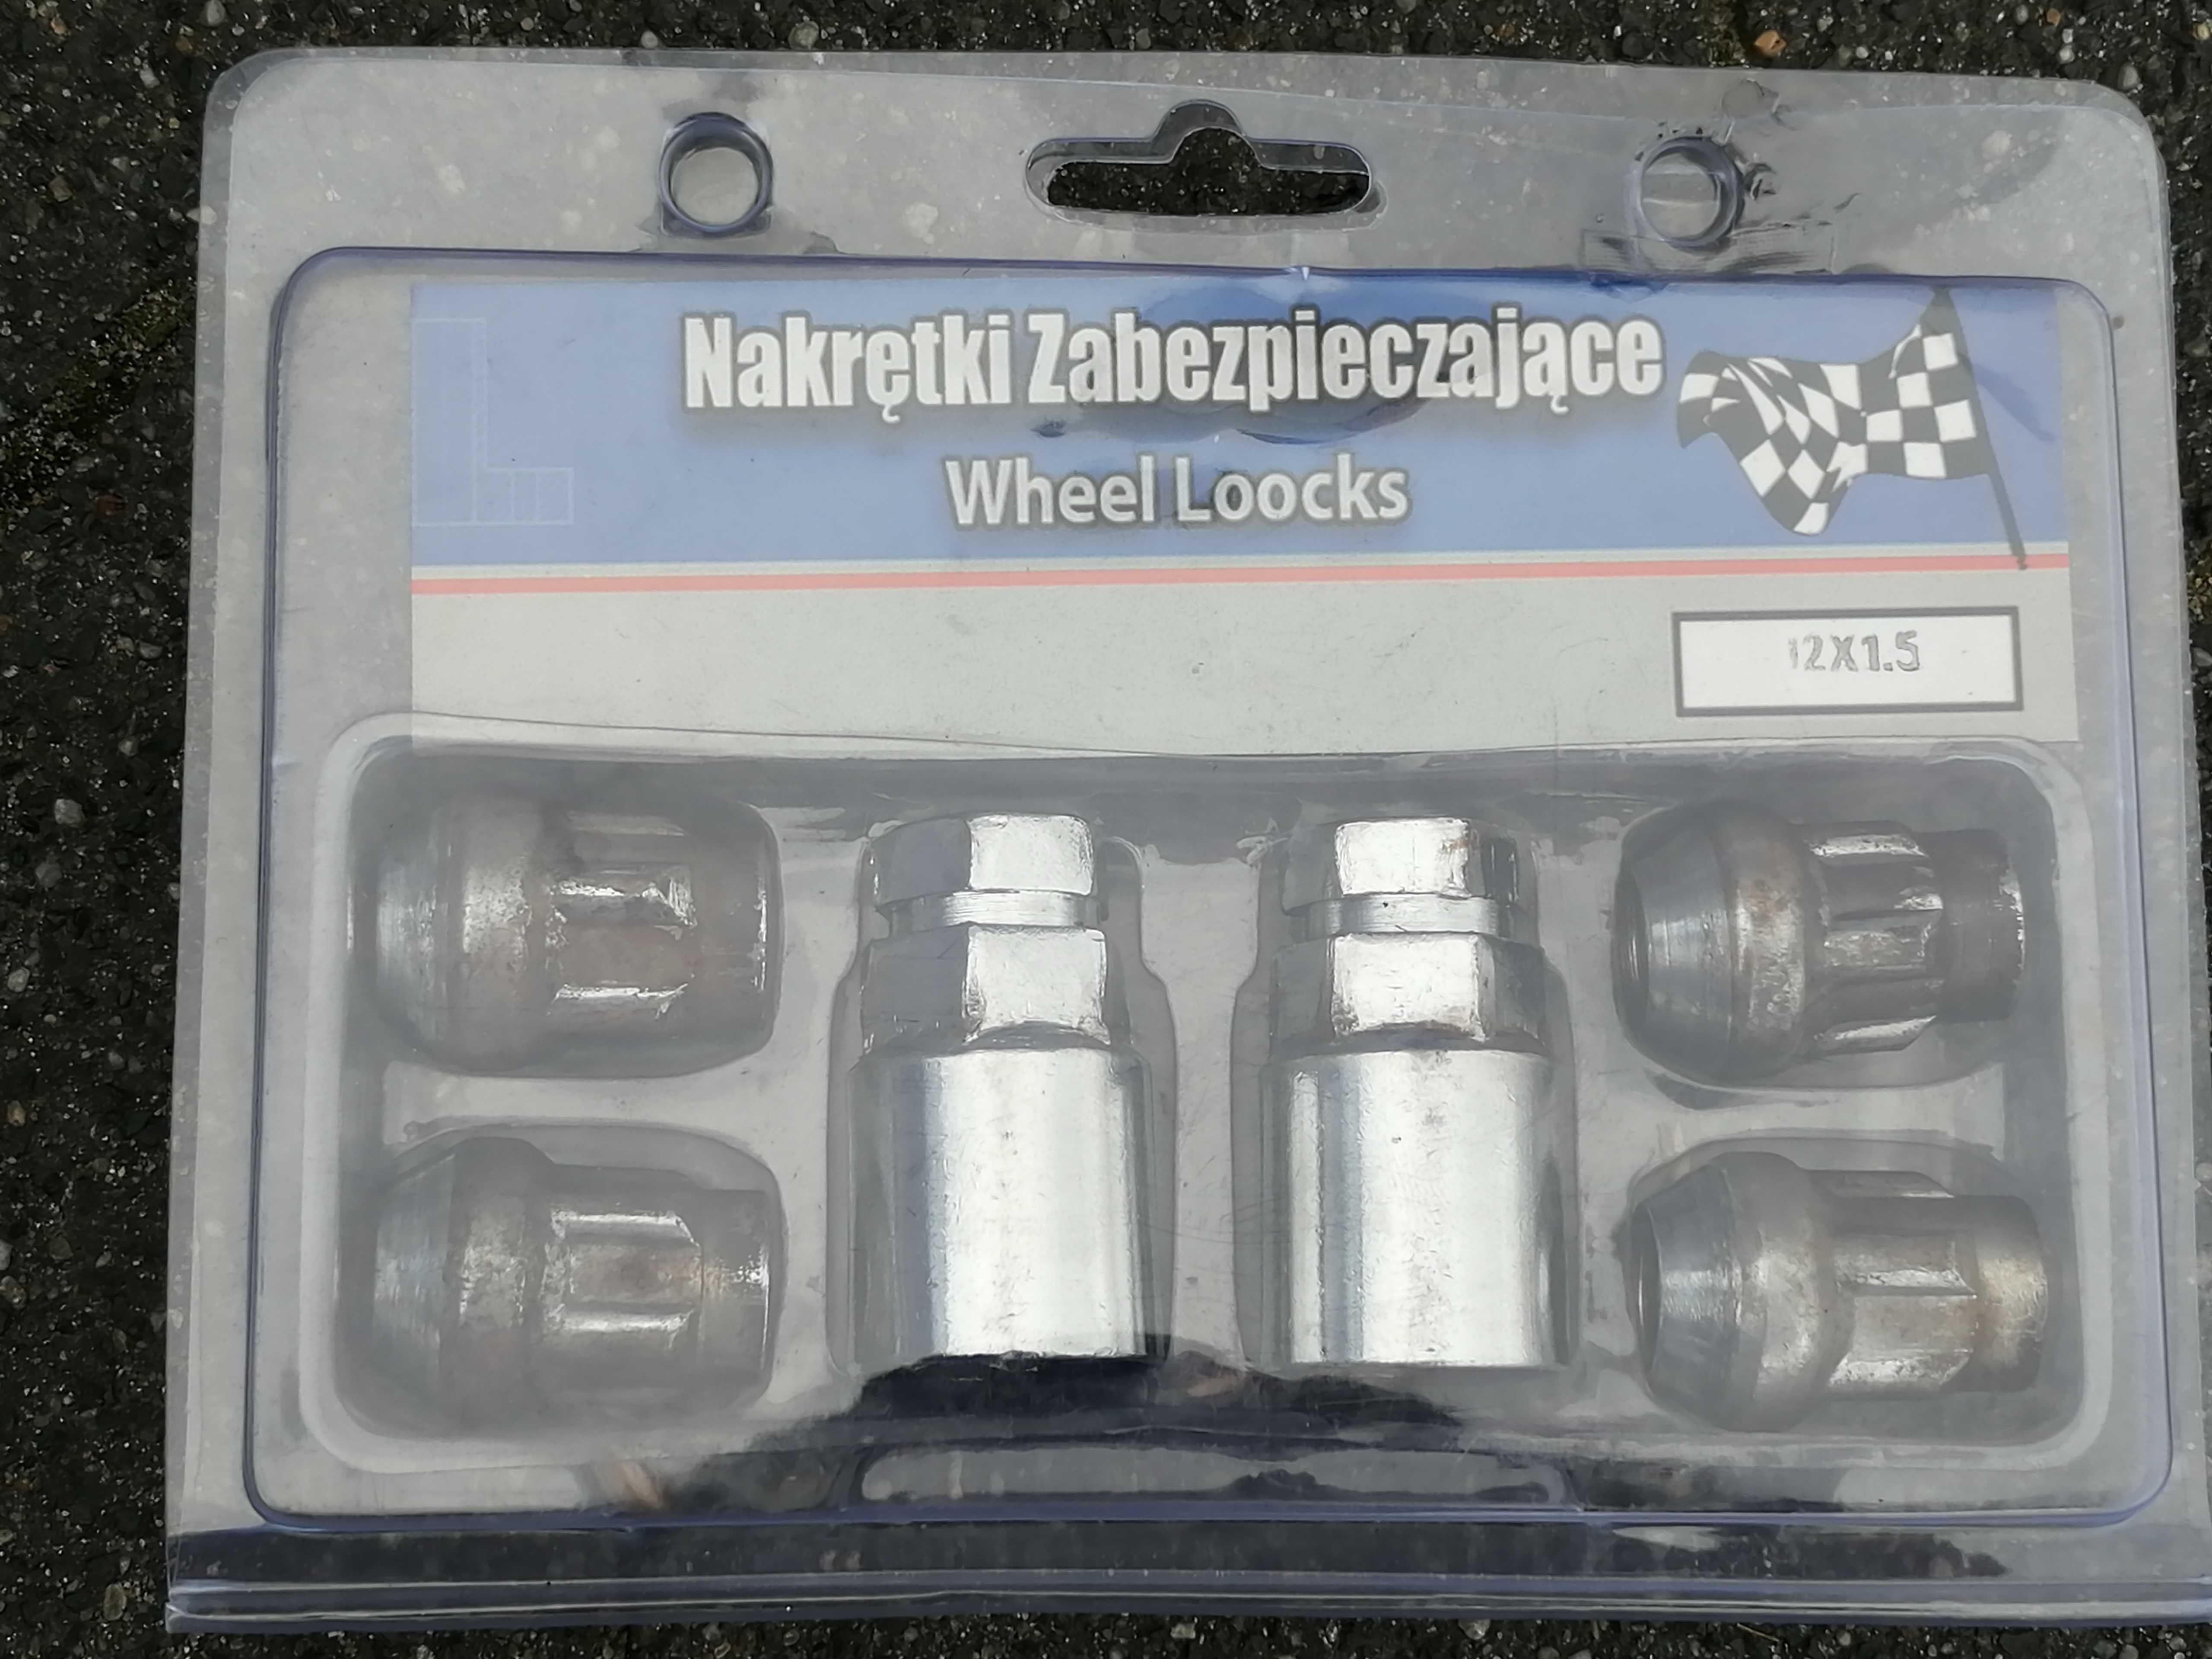 Nakrętki Zabezpieczające
Wheel Loocks
12X1.5